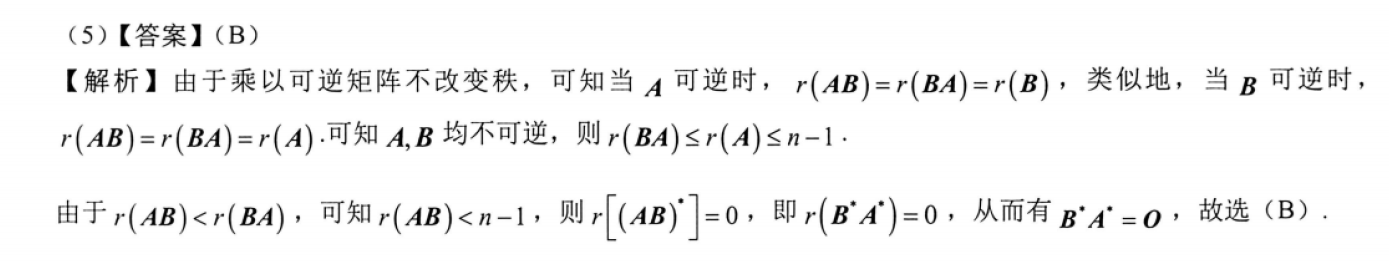 （5）【答案】（B）
【解析】由于乘以可逆矩阵不改变秩，可知当 A 可逆时，r(AB)=r(BA)=r(B)，类似地，当 B 可逆时，
r(AB)=r(BA)=r(A).可知 A,B 均不可逆，则 r(BA)≤r(A)≤n−1．
由于 r(AB)<r(BA)，可知 r(AB)<n−1，则 r[(AB)*]=0，即 r(B*A*)=0，从而有 B*A*=O，故选（B）.